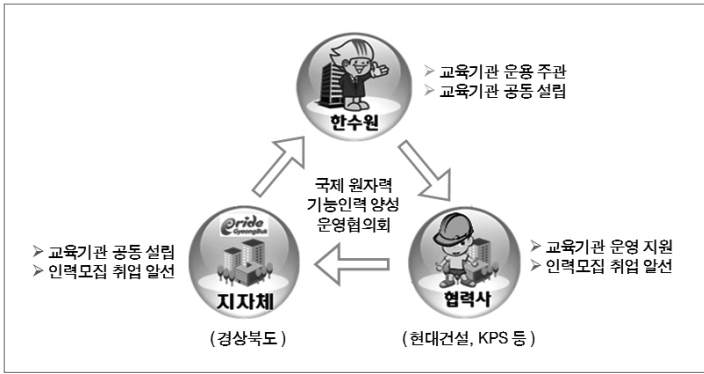 ➢ 교육기관 운용 주관
➢ 교육기관 공동 설립
한수원
국제 원자력
기능인력 양성
운영협의회
➢ 교육기관 공동 설립
➢ 인력모집 취업 알선
pride
GyeongBuk
지자체
(경상북도)
➢ 교육기관 운영 지원
➢ 인력모집 취업 알선
협력사
(현대건설, KPS 등)